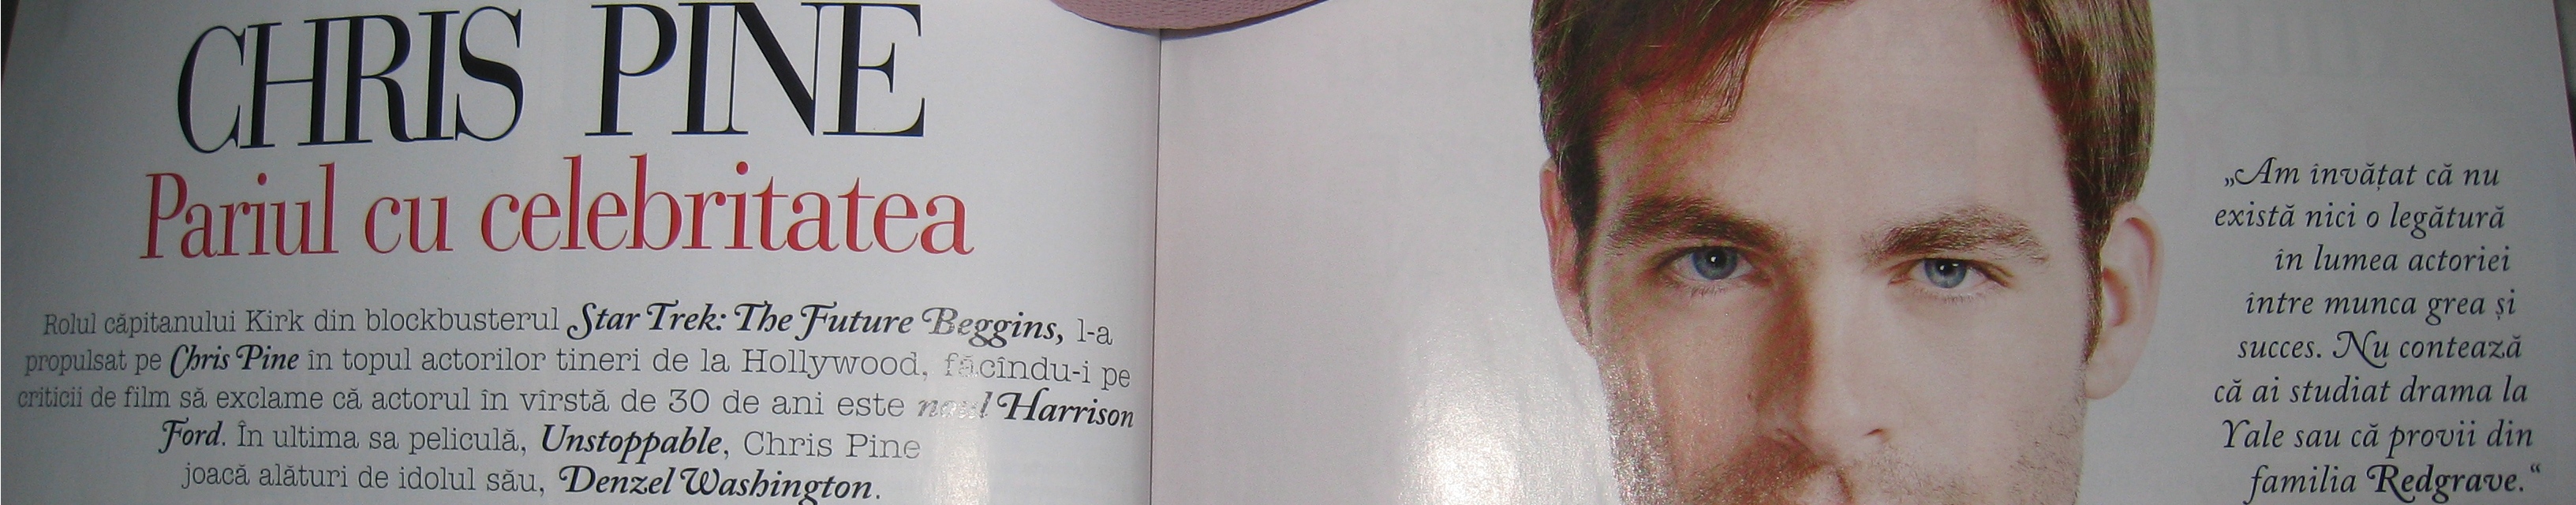 CHRIS PINE
Pariul cu celebritatea
Rolul căpitanului Kirk din blockbusterul Star Trek: The Future Beggins, l-a
propulsat pe Chris Pine în topul actorilor tineri de la Hollywood, făcîndu-i pe
criticii de film să exclame că actorul în vîrstă de 30 de ani este noul Harrison
Ford. În ultima sa peliculă, Unstoppable, Chris Pine
joacă alături de idolul său, Denzel Washington.
„Am învățat că nu
există nici o legătură
în lumea actoriei
între munca grea și
succes. Nu contează
că ai studiat drama la
Yale sau că provii din
familia Redgrave.“